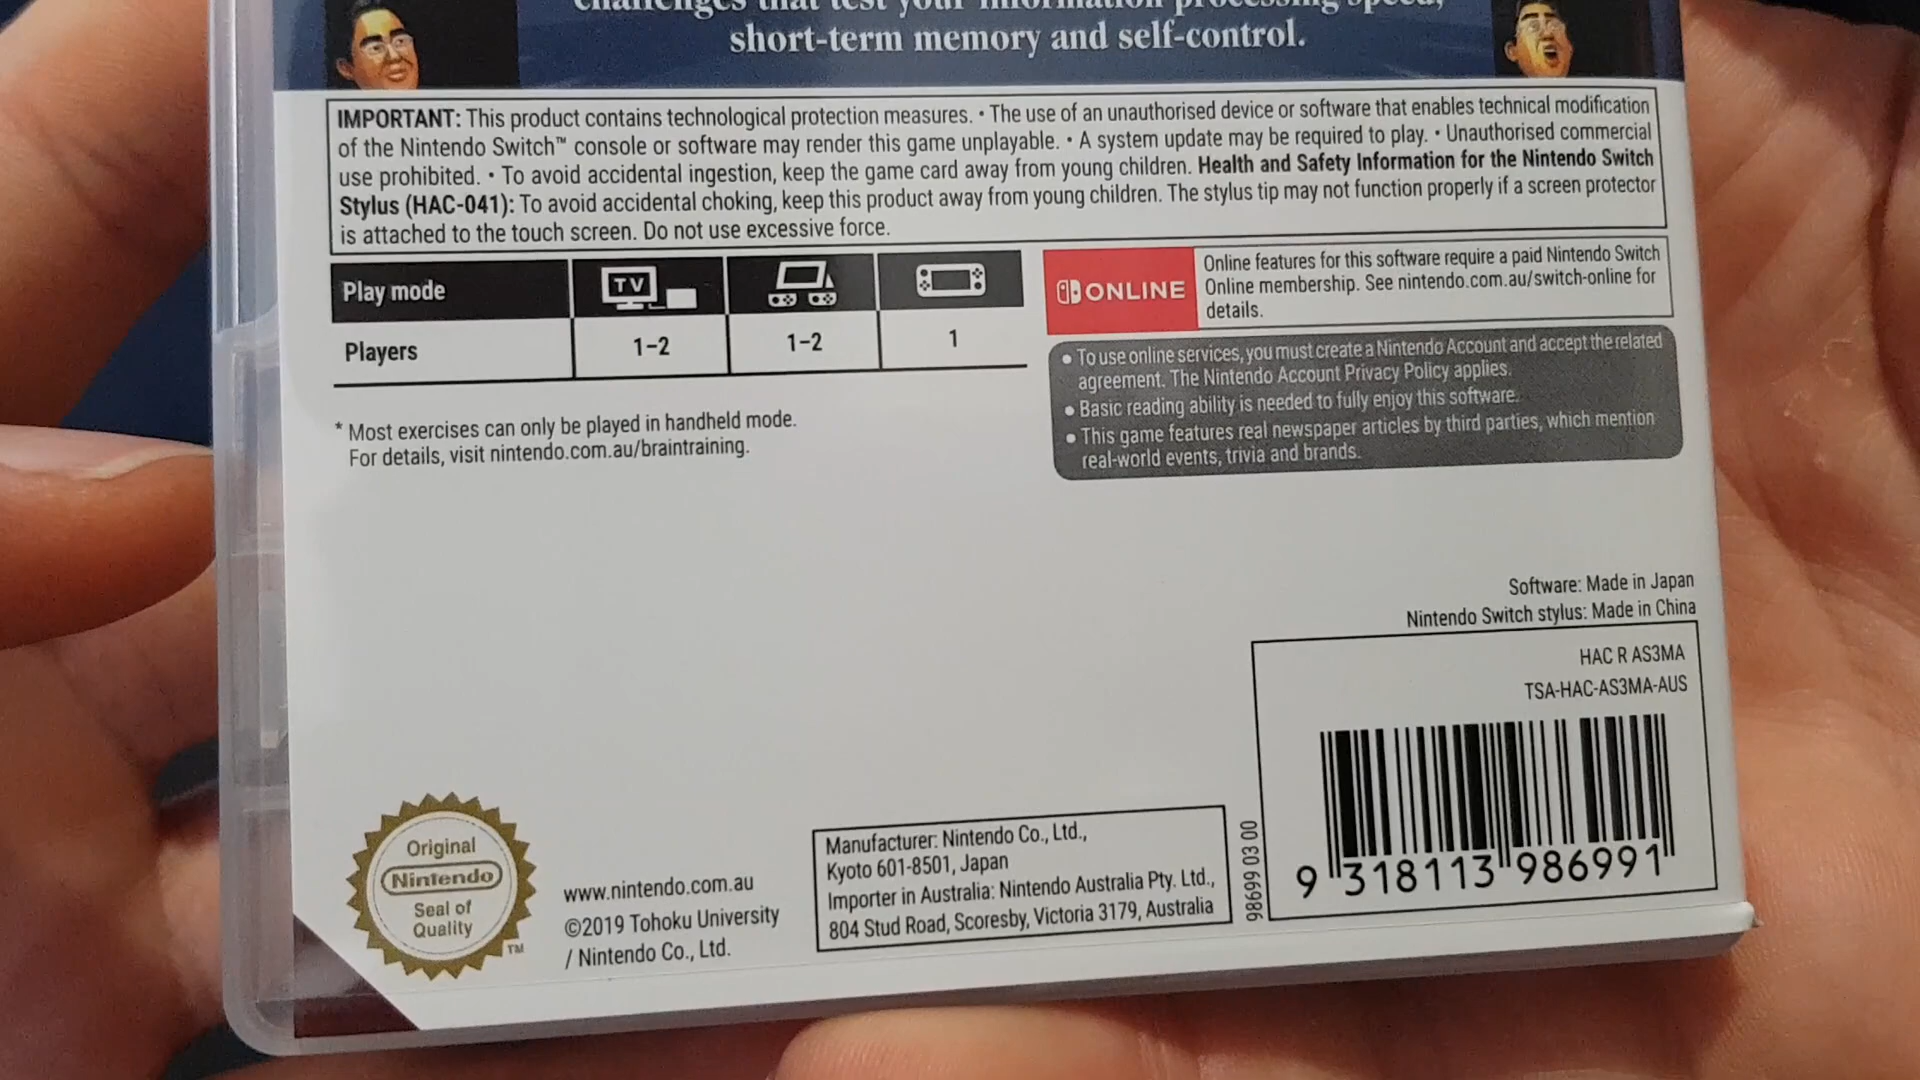 challenges that test your information processing speed,
short-term memory and self-control.
IMPORTANT: This product contains technological protection measures. • The use of an unauthorised device or software that enables technical modification
of the Nintendo Switch™ console or software may render this game unplayable. • A system update may be required to play. • Unauthorised commercial
use prohibited. • To avoid accidental ingestion, keep the game card away from young children. Health and Safety Information for the Nintendo Switch
Stylus (HAC-041): To avoid accidental choking, keep this product away from young children. The stylus tip may not function properly if a screen protector
is attached to the touch screen. Do not use excessive force.
Play mode
TV
Players
1-2
1-2
1
* Most exercises can only be played in handheld mode.
For details, visit nintendo.com.au/braintraining.
ONLINE
Online features for this software require a paid Nintendo Switch
Online membership. See nintendo.com.au/switch-online for
details.
• To use online services, you must create a Nintendo Account and accept the related
agreement. The Nintendo Account Privacy Policy applies.
• Basic reading ability is needed to fully enjoy this software.
• This game features real newspaper articles by third parties, which mention
real-world events, trivia and brands.
Software: Made in Japan
Nintendo Switch stylus: Made in China
HAC R AS3MA
TSA-HAC-AS3MA-AUS
9 318113 986991
98699 03 00
Original
Nintendo
Seal of
Quality
TM
www.nintendo.com.au
©2019 Tohoku University
/ Nintendo Co., Ltd.
Manufacturer: Nintendo Co., Ltd.,
Kyoto 601-8501, Japan
Importer in Australia: Nintendo Australia Pty. Ltd.,
804 Stud Road, Scoresby, Victoria 3179, Australia